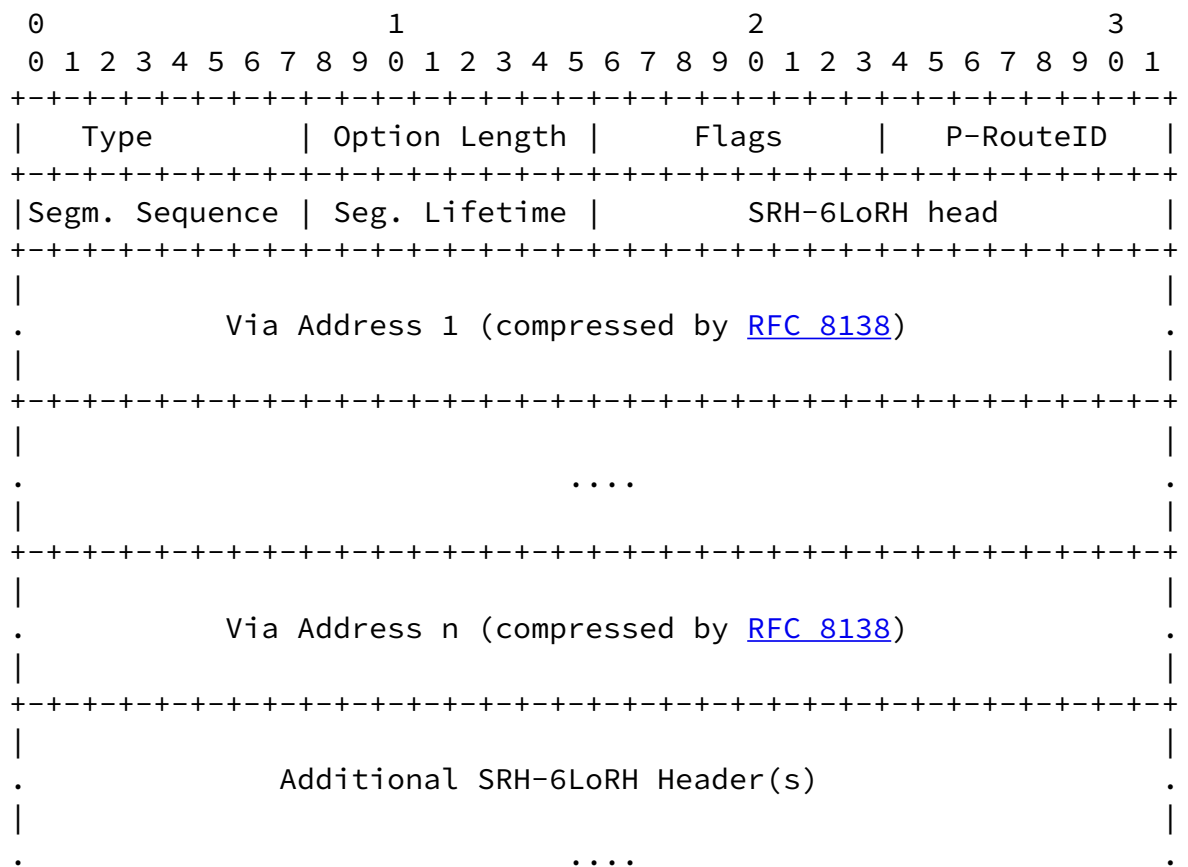 0                   1                   2                   3
 0 1 2 3 4 5 6 7 8 9 0 1 2 3 4 5 6 7 8 9 0 1 2 3 4 5 6 7 8 9 0 1
+-+-+-+-+-+-+-+-+-+-+-+-+-+-+-+-+-+-+-+-+-+-+-+-+-+-+-+-+-+-+-+-+
|   Type        | Option Length |     Flags     |   P-RouteID   |
+-+-+-+-+-+-+-+-+-+-+-+-+-+-+-+-+-+-+-+-+-+-+-+-+-+-+-+-+-+-+-+-+
|Segm. Sequence | Seg. Lifetime |        SRH-6LoRH head         |
+-+-+-+-+-+-+-+-+-+-+-+-+-+-+-+-+-+-+-+-+-+-+-+-+-+-+-+-+-+-+-+-+
|                                                               |
.           Via Address 1 (compressed by RFC 8138)              .
|                                                               |
+-+-+-+-+-+-+-+-+-+-+-+-+-+-+-+-+-+-+-+-+-+-+-+-+-+-+-+-+-+-+-+-+
|                                                               |
.                              ....                             .
|                                                               |
+-+-+-+-+-+-+-+-+-+-+-+-+-+-+-+-+-+-+-+-+-+-+-+-+-+-+-+-+-+-+-+-+
|                                                               |
.           Via Address n (compressed by RFC 8138)              .
|                                                               |
+-+-+-+-+-+-+-+-+-+-+-+-+-+-+-+-+-+-+-+-+-+-+-+-+-+-+-+-+-+-+-+-+
|                                                               |
.              Additional SRH-6LoRH Header(s)                   .
|                                                               |
.                              ....                             .